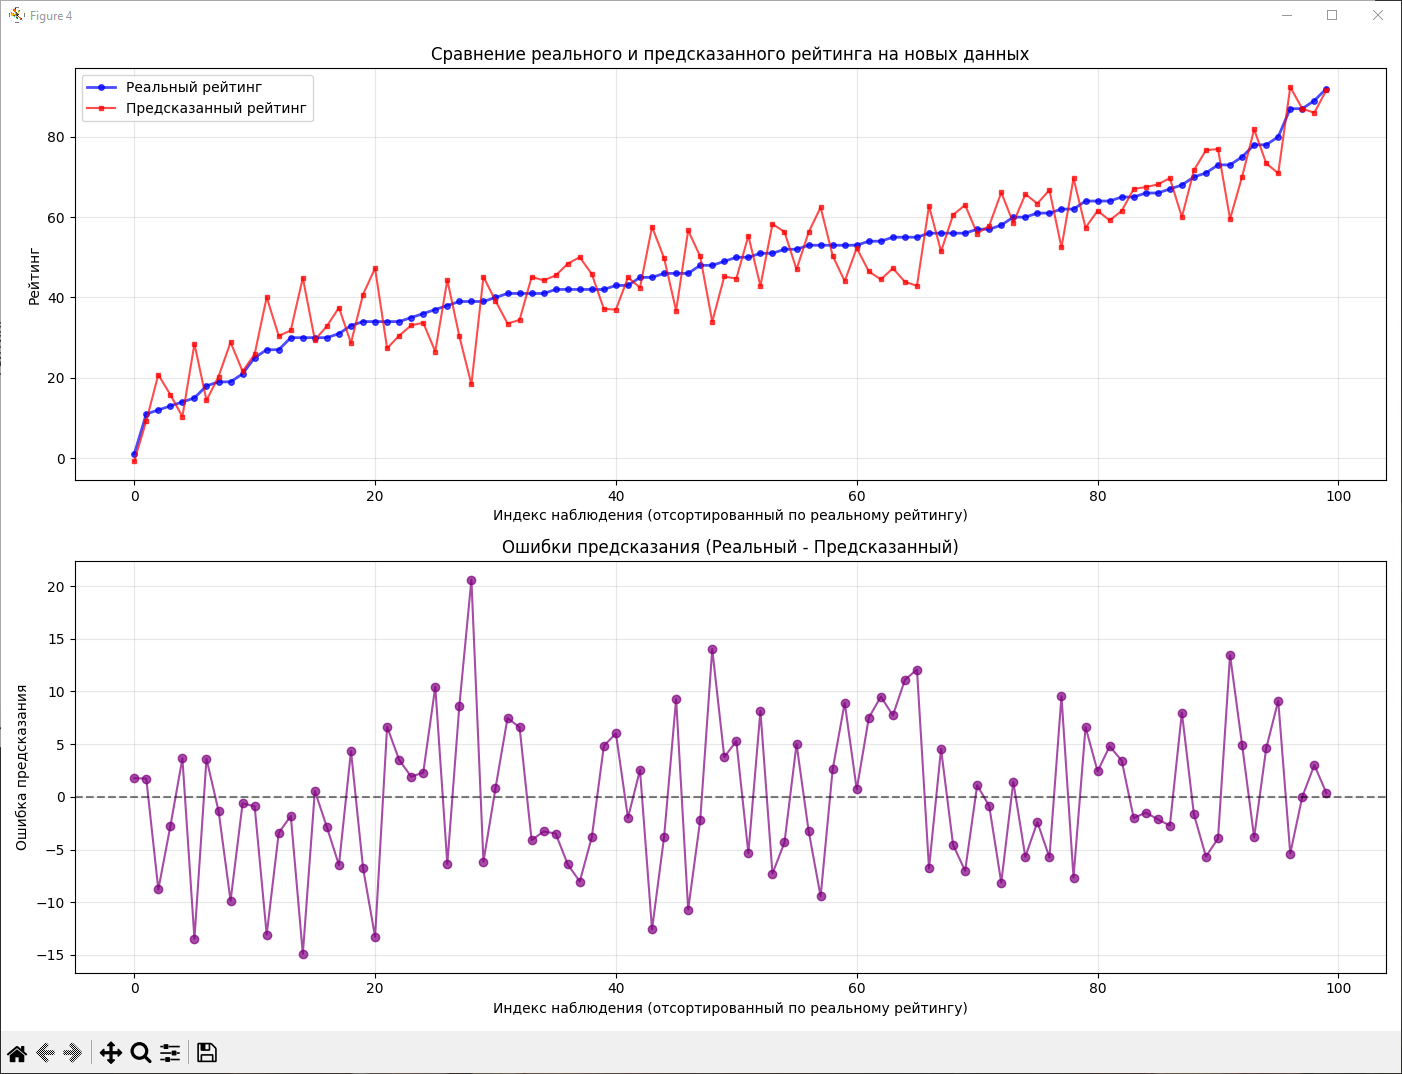 Figure 4
Сравнение реального и предсказанного рейтинга на новых данных
Реальный рейтинг
Предсказанный рейтинг
Рейтинг
80
60
40
20
0
0 20 40 60 80 100
Индекс наблюдения (отсортированный по реальному рейтингу)
Ошибки предсказания (Реальный - Предсказанный)
Ошибка предсказания
20
15
10
5
0
−5
−10
−15
0 20 40 60 80 100
Индекс наблюдения (отсортированный по реальному рейтингу)